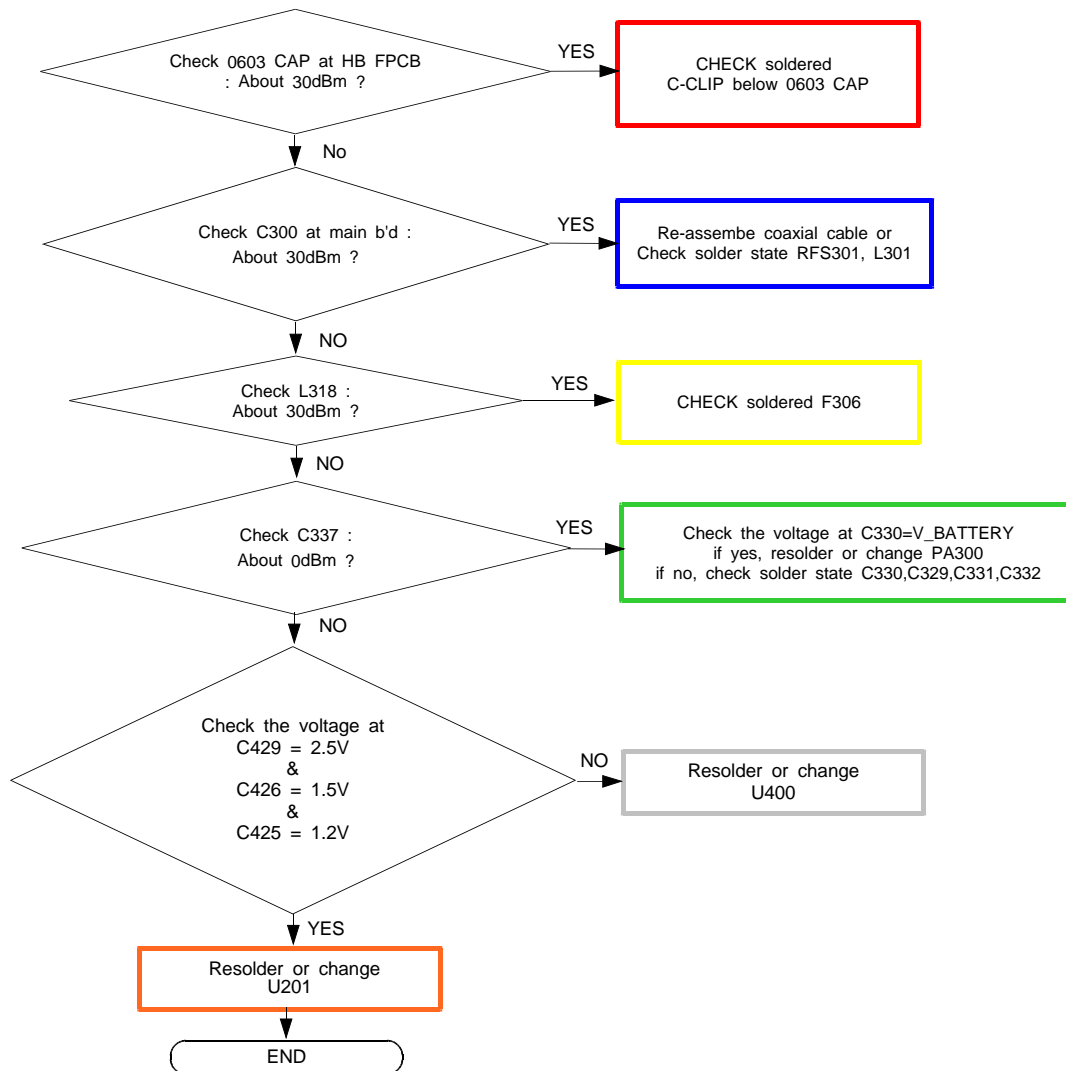 Check 0603 CAP at HB FPCB
: About 30dBm ?
YES
CHECK soldered
C-CLIP below 0603 CAP
No
Check C300 at main b'd :
About 30dBm ?
YES
Re-assembe coaxial cable or
Check solder state RFS301, L301
NO
Check L318 :
About 30dBm ?
YES
CHECK soldered F306
NO
Check C337 :
About 0dBm ?
YES
Check the voltage at C330=V_BATTERY
if yes, resolder or change PA300
if no, check solder state C330,C329,C331,C332
NO
Check the voltage at
C429 = 2.5V
&
C426 = 1.5V
&
C425 = 1.2V
NO
Resolder or change
U400
YES
Resolder or change
U201
END